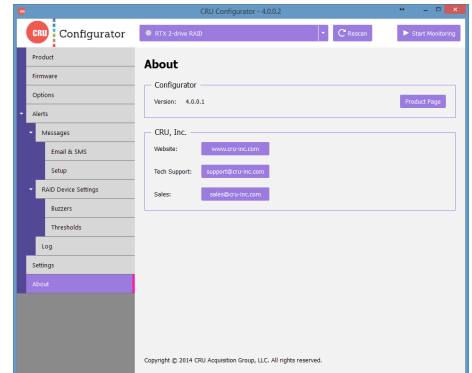 CRU Configurator - 4.0.0.2
CRU Configurator
RTX 2-drive RAID
Rescan
Start Monitoring
Product
Firmware
Options
Alerts
Messages
Email & SMS
Setup
RAID Device Settings
Buzzers
Thresholds
Log
Settings
About
About
Configurator
Version: 4.0.0.1
Product Page
CRU, Inc.
Website: www.cru-inc.com
Tech Support: support@cru-inc.com
Sales: sales@cru-inc.com
Copyright © 2014 CRU Acquisition Group, LLC. All rights reserved.